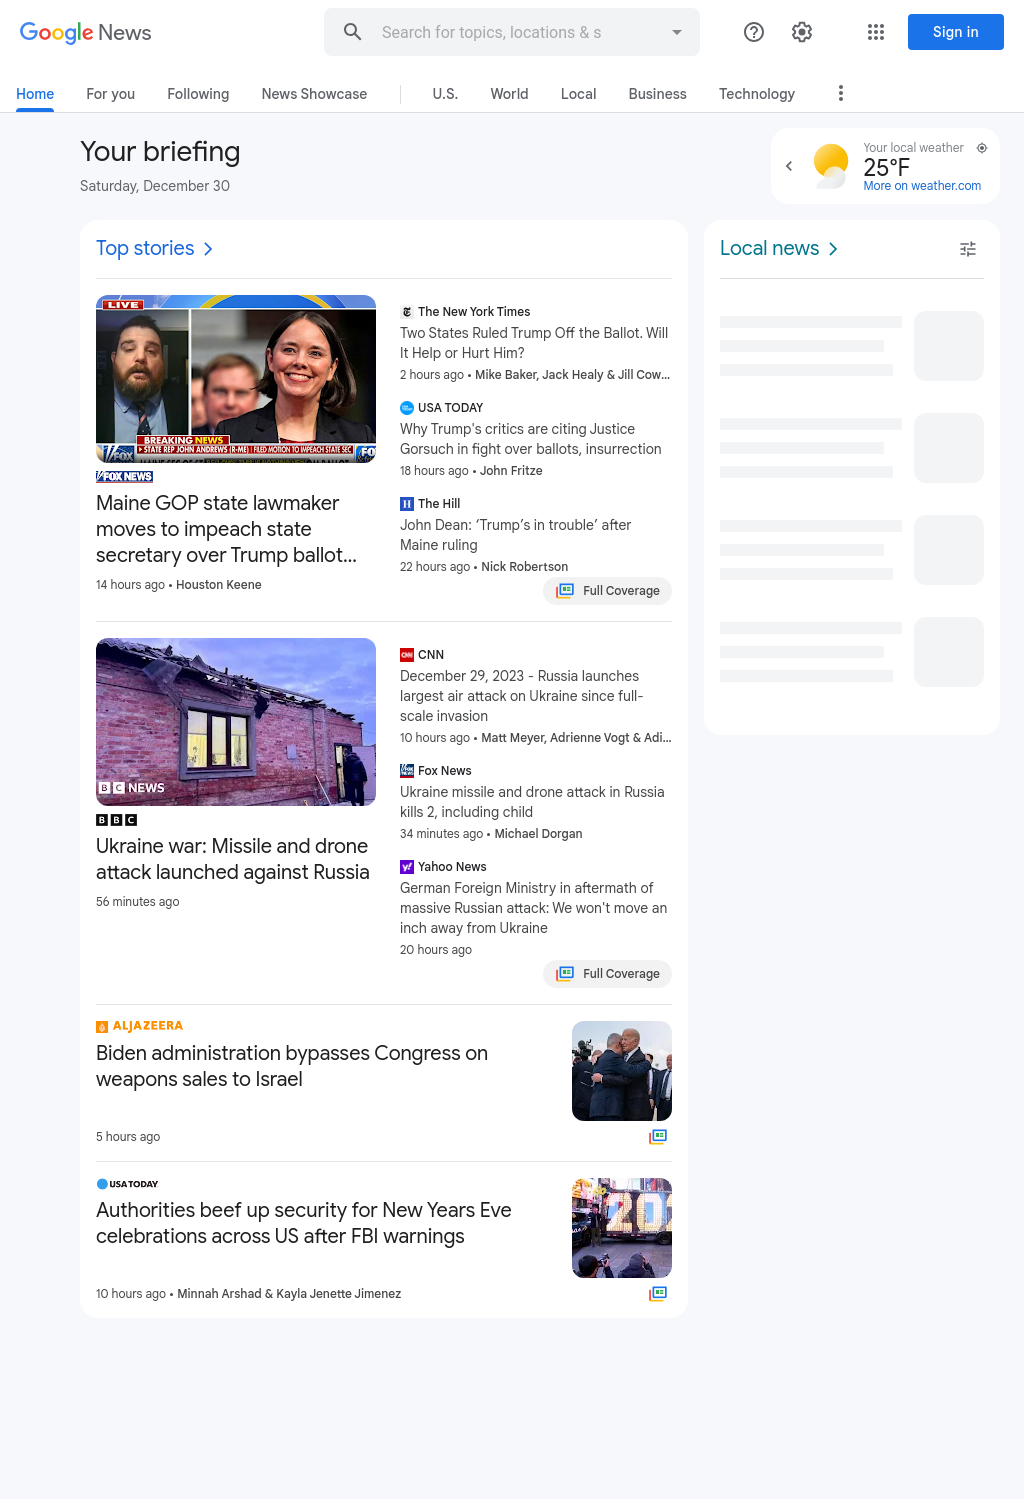 Google News
Search for topics, locations & s
Sign in
Home
For you
Following
News Showcase
U.S.
World
Local
Business
Technology
Your briefing
Saturday, December 30
Your local weather
25°F
More on weather.com
Top stories
LIVE
BREAKING NEWS
STATE REP JOHN ANDREWS (R-ME) I FILED MOTION TO IMPEACH STATE SEC
FOX
FOX NEWS
Maine GOP state lawmaker
moves to impeach state
secretary over Trump ballot...
14 hours ago • Houston Keene
The New York Times
Two States Ruled Trump Off the Ballot. Will
It Help or Hurt Him?
2 hours ago • Mike Baker, Jack Healy & Jill Cow...
USA TODAY
Why Trump's critics are citing Justice
Gorsuch in fight over ballots, insurrection
18 hours ago • John Fritze
H The Hill
John Dean: ‘Trump’s in trouble’ after
Maine ruling
22 hours ago • Nick Robertson
Full Coverage
BBC NEWS
BBC
Ukraine war: Missile and drone
attack launched against Russia
56 minutes ago
CNN CNN
December 29, 2023 - Russia launches
largest air attack on Ukraine since full-
scale invasion
10 hours ago • Matt Meyer, Adrienne Vogt & Adi...
Fox News
Ukraine missile and drone attack in Russia
kills 2, including child
34 minutes ago • Michael Dorgan
y! Yahoo News
German Foreign Ministry in aftermath of
massive Russian attack: We won't move an
inch away from Ukraine
20 hours ago
Full Coverage
ALJAZEERA
Biden administration bypasses Congress on
weapons sales to Israel
5 hours ago
USA TODAY
Authorities beef up security for New Years Eve
celebrations across US after FBI warnings
10 hours ago • Minnah Arshad & Kayla Jenette Jimenez
20
Local news